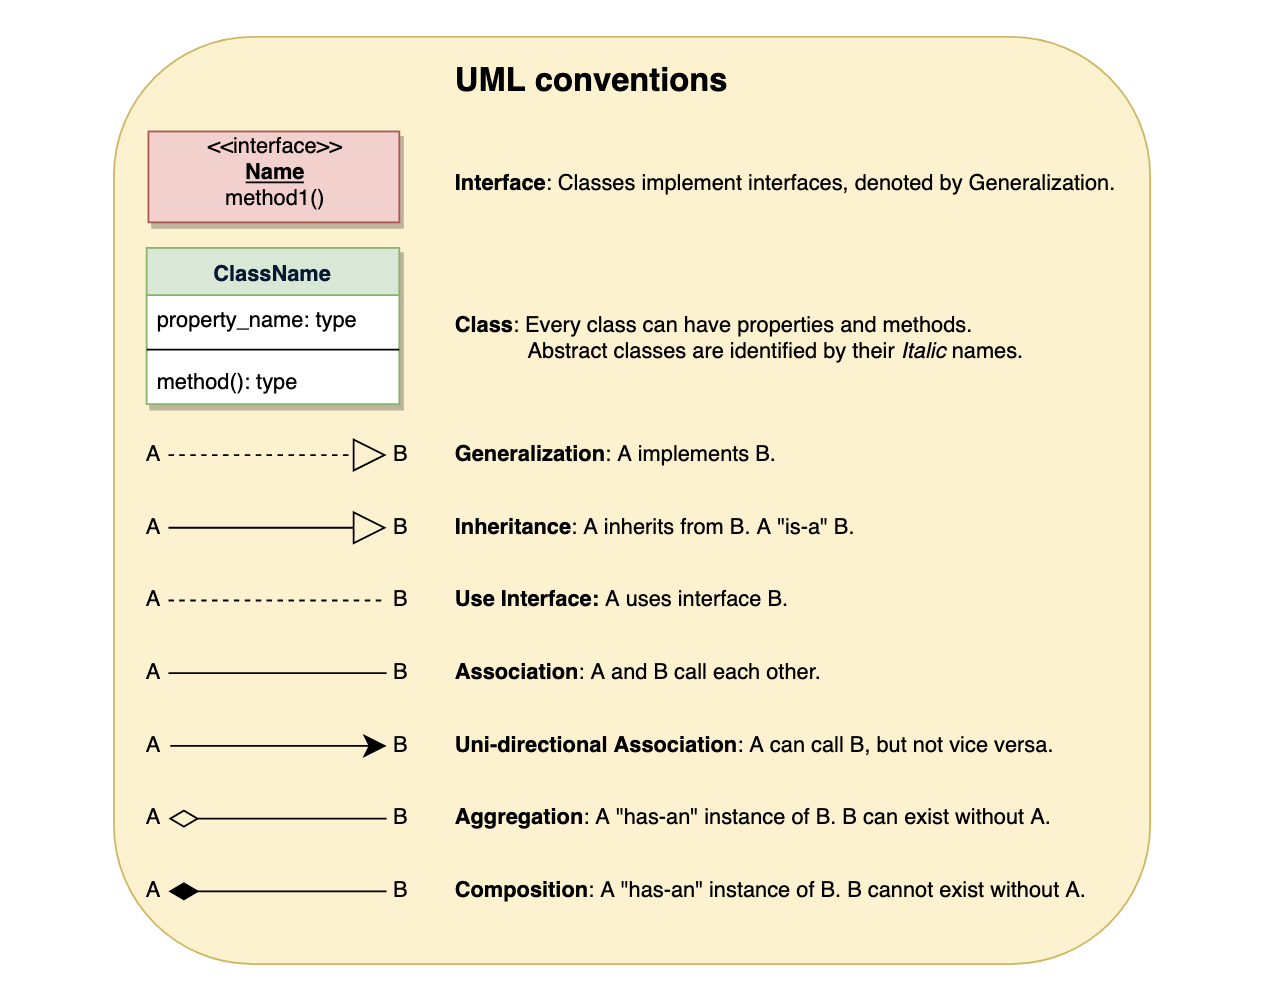 UML conventions
<<interface>>
Name
method1()
Interface: Classes implement interfaces, denoted by Generalization.
ClassName
property_name: type
method(): type
Class: Every class can have properties and methods.
Abstract classes are identified by their Italic names.
A B Generalization: A implements B.
A B Inheritance: A inherits from B. A "is-a" B.
A B Use Interface: A uses interface B.
A B Association: A and B call each other.
A B Uni-directional Association: A can call B, but not vice versa.
A B Aggregation: A "has-an" instance of B. B can exist without A.
A B Composition: A "has-an" instance of B. B cannot exist without A.